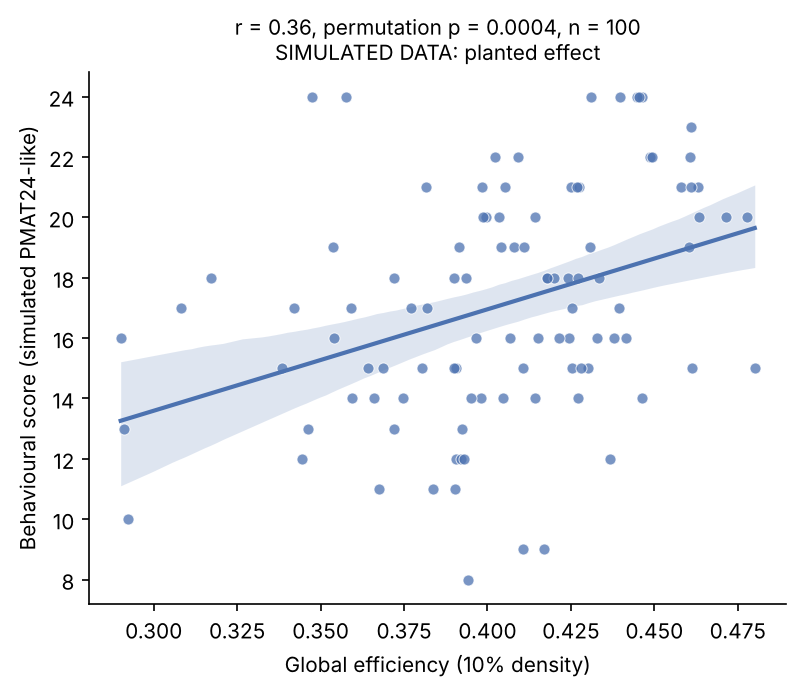 r = 0.36, permutation p = 0.0004, n = 100
SIMULATED DATA: planted effect
Behavioural score (simulated PMAT24-like)
24
22
20
18
16
14
12
10
8
0.300 0.325 0.350 0.375 0.400 0.425 0.450 0.475
Global efficiency (10% density)